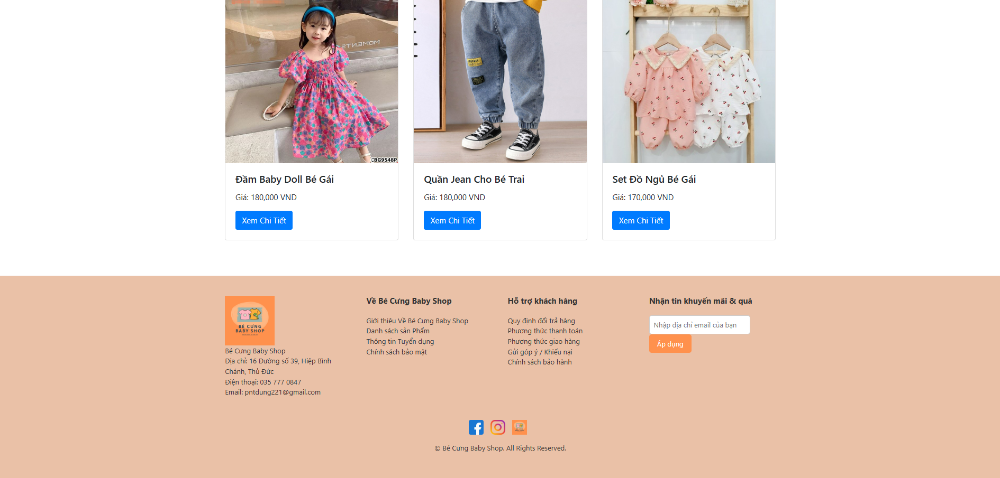 MOMENTS
JOURNEY
CBG9548P
Đầm Baby Doll Bé Gái
Giá: 180,000 VND
Xem Chi Tiết
Quần Jean Cho Bé Trai
Giá: 180,000 VND
Xem Chi Tiết
Set Đồ Ngủ Bé Gái
Giá: 170,000 VND
Xem Chi Tiết
BÉ CƯNG
BABY SHOP
Bé Cưng Baby Shop
Địa chỉ: 16 Đường số 39, Hiệp Bình
Chánh, Thủ Đức
Điện thoại: 035 777 0847
Email: pntdung221@gmail.com
Về Bé Cưng Baby Shop
Giới thiệu Về Bé Cưng Baby Shop
Danh sách sản Phẩm
Thông tin Tuyển dụng
Chính sách bảo mật
Hỗ trợ khách hàng
Quy định đổi trả hàng
Phương thức thanh toán
Phương thức giao hàng
Gửi góp ý / Khiếu nại
Chính sách bảo hành
Nhận tin khuyến mãi & quà
Nhập địa chỉ email của bạn
Áp dụng
© Bé Cưng Baby Shop. All Rights Reserved.